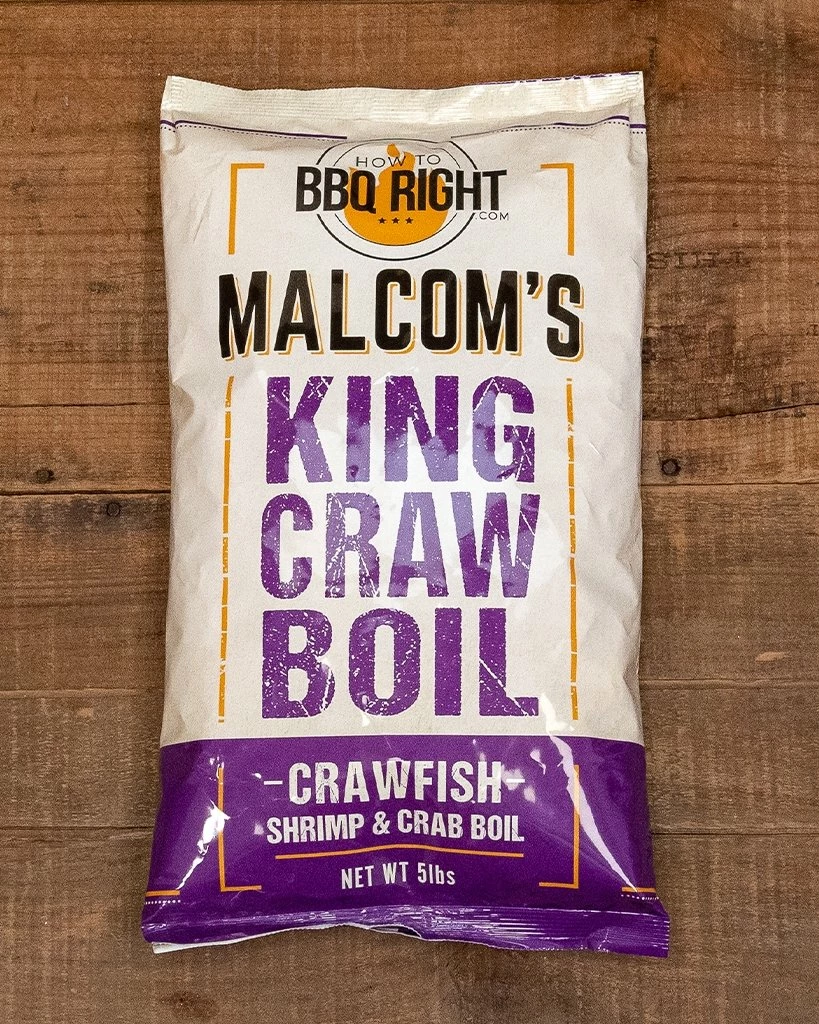 HOW TO
BBQ RIGHT
.COM
MALCOM'S
KING
CRAW
BOIL
-CRAWFISH-
SHRIMP & CRAB BOIL
NET WT 5lbs